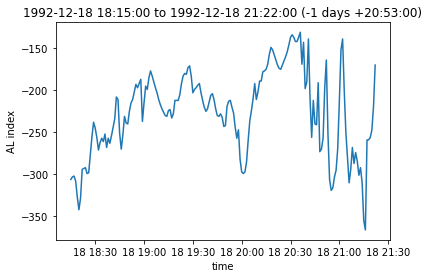 1992-12-18 18:15:00 to 1992-12-18 21:22:00 (-1 days +20:53:00)
−150
−200
−250
−300
−350
AL index
18 18:30 18 19:00 18 19:30 18 20:00 18 20:30 18 21:00 18 21:30
time